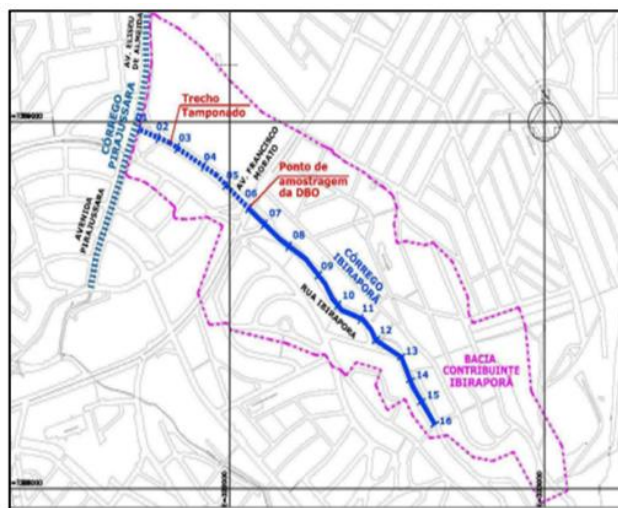 AV. ELISEU
DE ALMEIDA
CÓRREGO
PIRAJUSSARA
AVENIDA
PIRAJUSSARA
Trecho
Tamponado
02
03
04
05
06
AV. FRANCISCO
MORATO
Ponto de
amostragem
da DBO
07
08
09
CÓRREGO
IBIRAPORÃ
RUA IBIRAPORÃ
10
11
12
13
14
15
16
BACIA
CONTRIBUINTE
IBIRAPORÃ